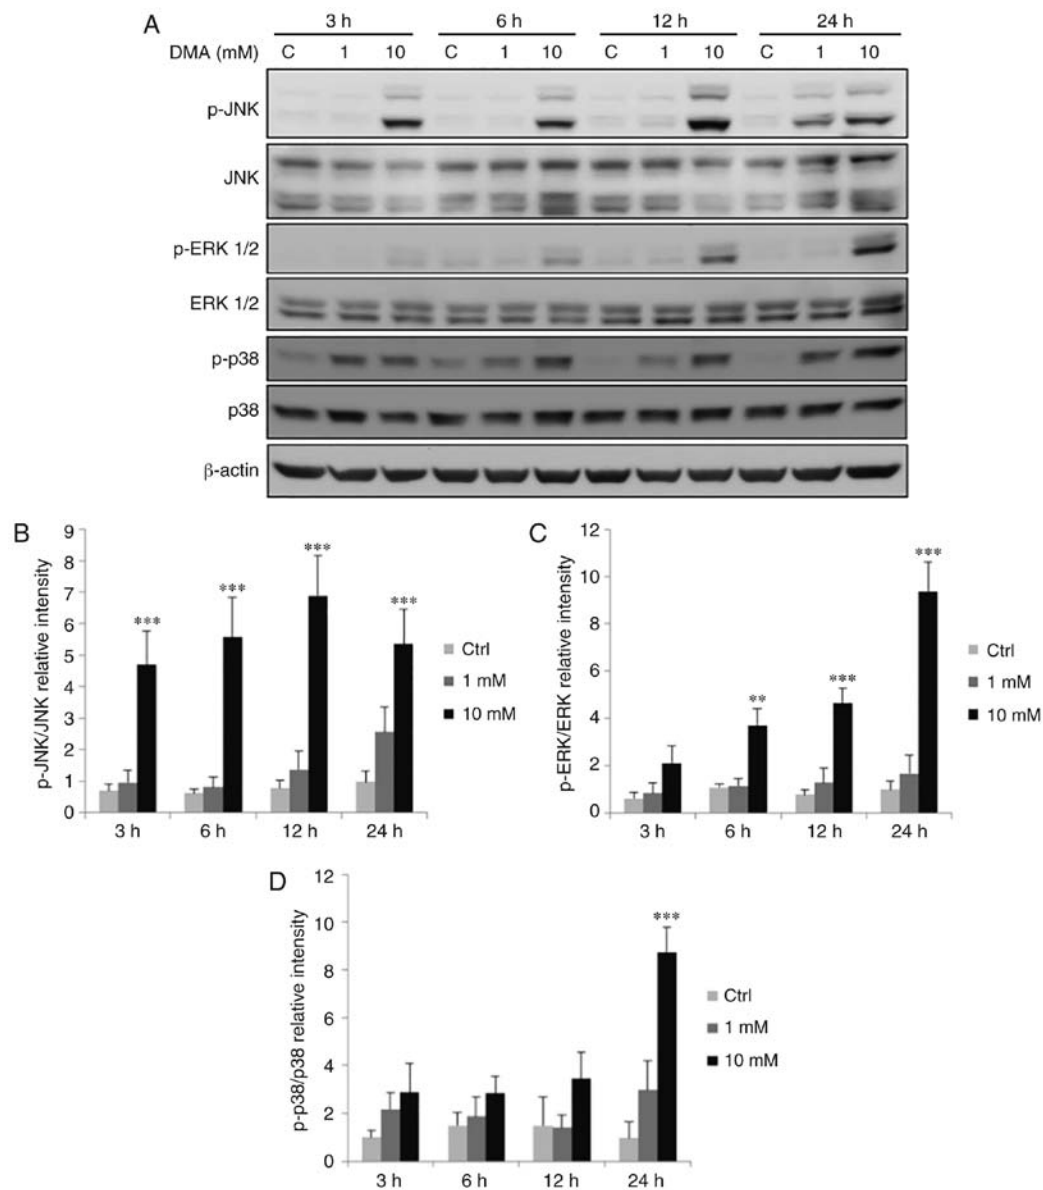 A
3 h 6 h 12 h 24 h
DMA (mM) C 1 10 C 1 10 C 1 10 C 1 10
p-JNK
JNK
p-ERK 1/2
ERK 1/2
p-p38
p38
β-actin
B
p-JNK/JNK relative intensity
9
8
7
6
5
4
3
2
1
0
*** *** *** ***
3 h 6 h 12 h 24 h
Ctrl
1 mM
10 mM
C
p-ERK/ERK relative intensity
12
10
8
6
4
2
0
** *** ***
3 h 6 h 12 h 24 h
Ctrl
1 mM
10 mM
D
p-p38/p38 relative intensity
12
10
8
6
4
2
0
***
3 h 6 h 12 h 24 h
Ctrl
1 mM
10 mM